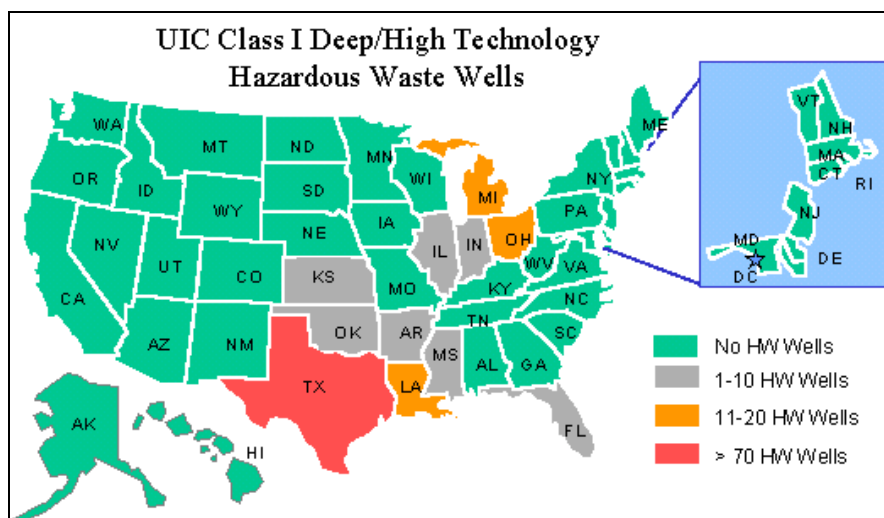 UIC Class I Deep/High Technology
Hazardous Waste Wells
WA
MT
ND
MN
ME
VT
NH
OR
ID
SD
WI
MI
NY
MA
CT
RI
WY
IA
PA
NJ
NV
NE
IL
IN
OH
MD
DE
UT
CO
KS
MO
WV
VA
DC
CA
KY
NC
AZ
NM
OK
AR
TN
SC
TX
LA
MS
AL
GA
FL
AK
HI
No HW Wells
1-10 HW Wells
11-20 HW Wells
> 70 HW Wells